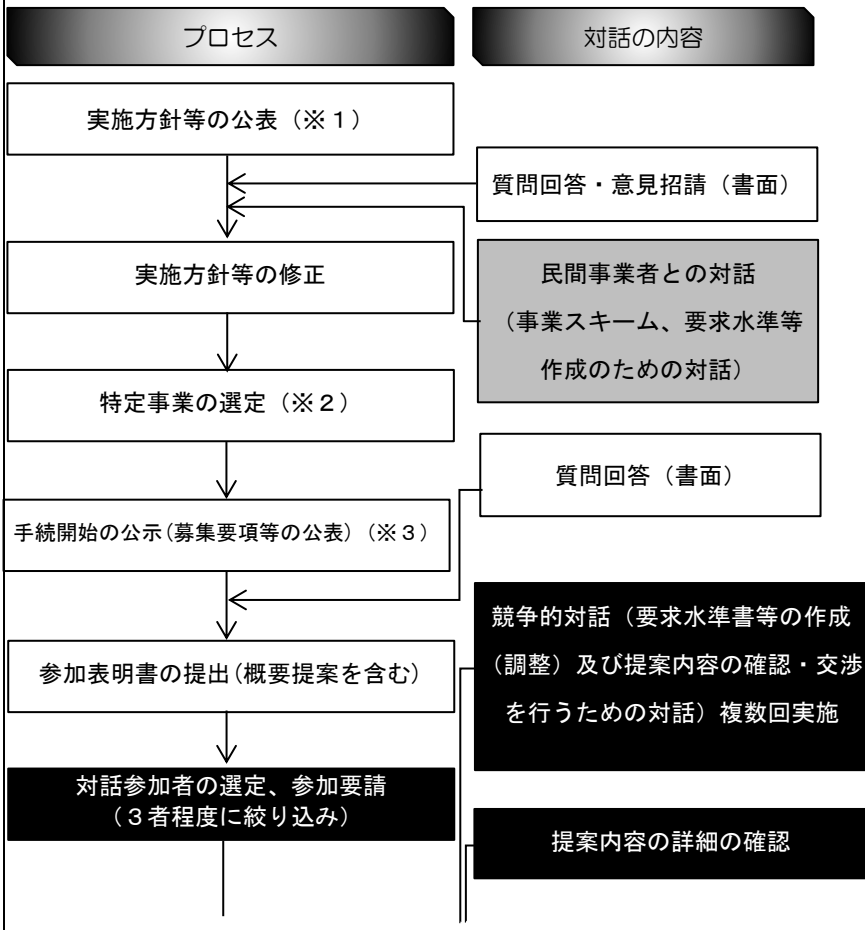 プロセス
対話の内容
実施方針等の公表（※１）
質問回答・意見招請（書面）
実施方針等の修正
民間事業者との対話
（事業スキーム、要求水準等
作成のための対話）
特定事業の選定（※２）
質問回答（書面）
手続開始の公示(募集要項等の公表)（※３）
競争的対話（要求水準書等の作成
（調整）及び提案内容の確認・交渉
を行うための対話）複数回実施
参加表明書の提出(概要提案を含む)
対話参加者の選定、参加要請
（３者程度に絞り込み）
提案内容の詳細の確認